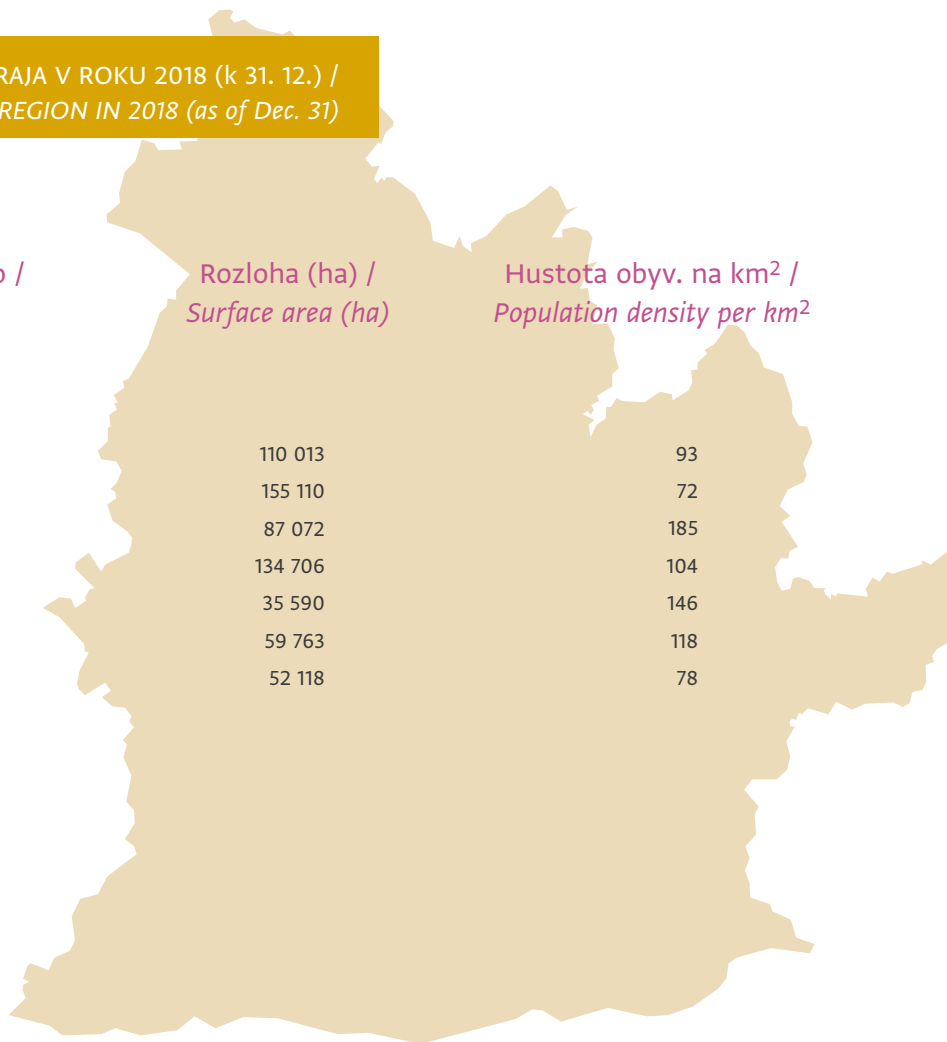 RAJA V ROKU 2018 (k 31. 12.) /
REGION IN 2018 (as of Dec. 31)
/
Rozloha (ha) /
Surface area (ha)
Hustota obyv. na km² /
Population density per km²
110 013 93
155 110 72
87 072 185
134 706 104
35 590 146
59 763 118
52 118 78